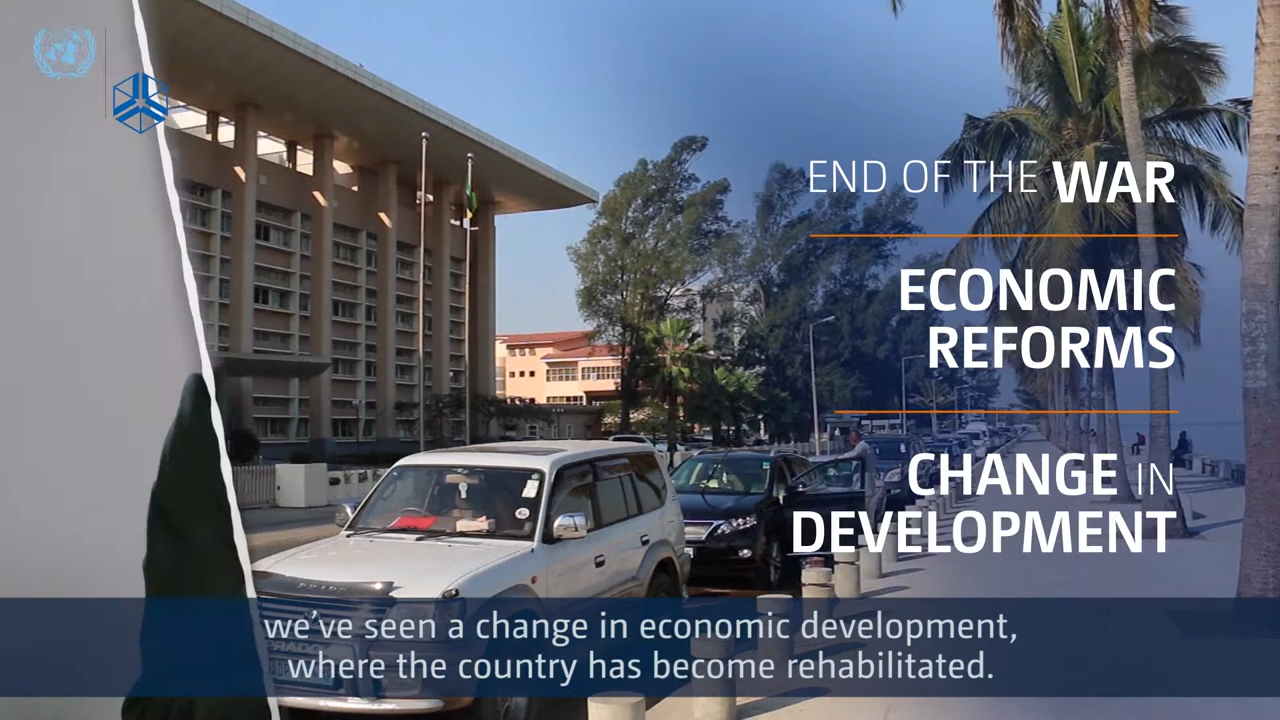 END OF THE WAR
ECONOMIC
REFORMS
CHANGE IN
DEVELOPMENT
we've seen a change in economic development,
where the country has become rehabilitated.